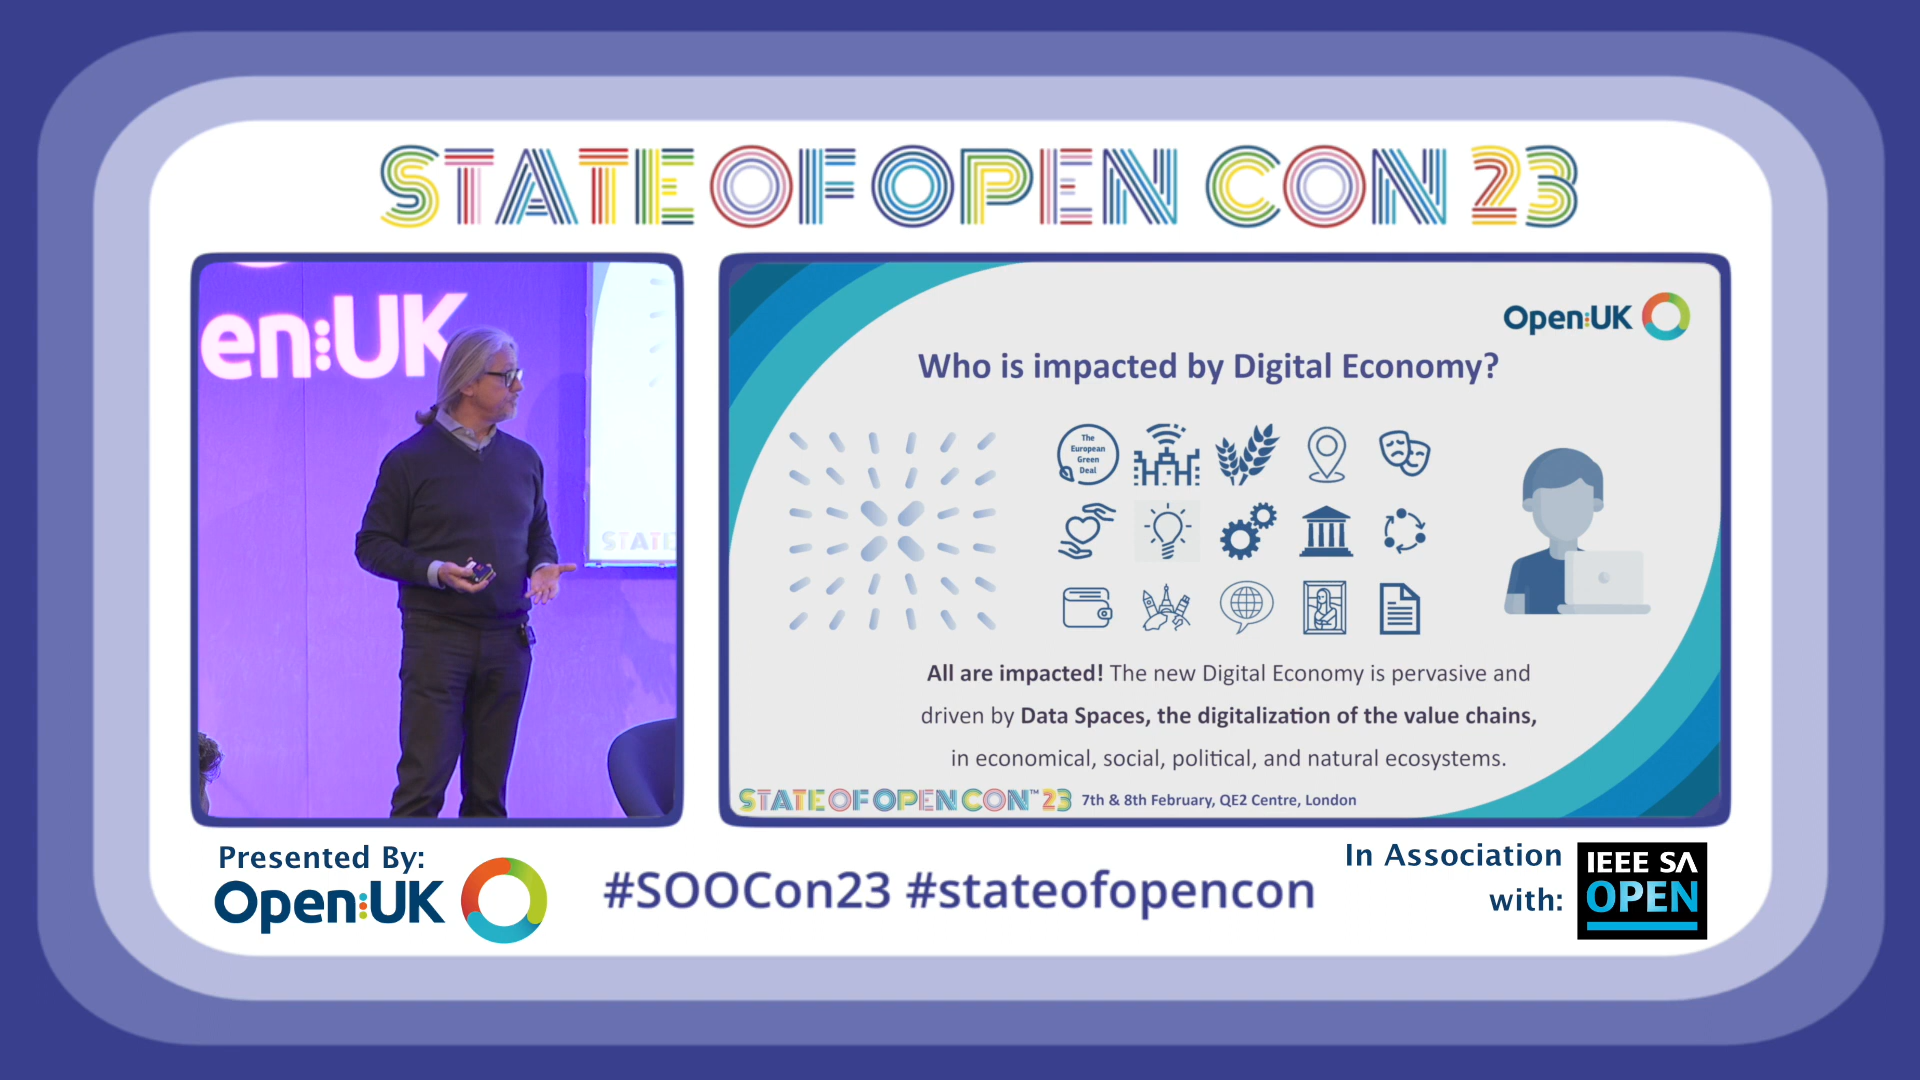 STATE OF OPEN CON 23
en:UK
STATE
Open:UK
Who is impacted by Digital Economy?
The
European
Green
Deal
All are impacted! The new Digital Economy is pervasive and
driven by Data Spaces, the digitalization of the value chains,
in economical, social, political, and natural ecosystems.
STATE OF OPEN CON™ 23 7th & 8th February, QE2 Centre, London
Presented By:
Open:UK
#SOOCon23 #stateofopencon
In Association
with:
IEEE SA
OPEN